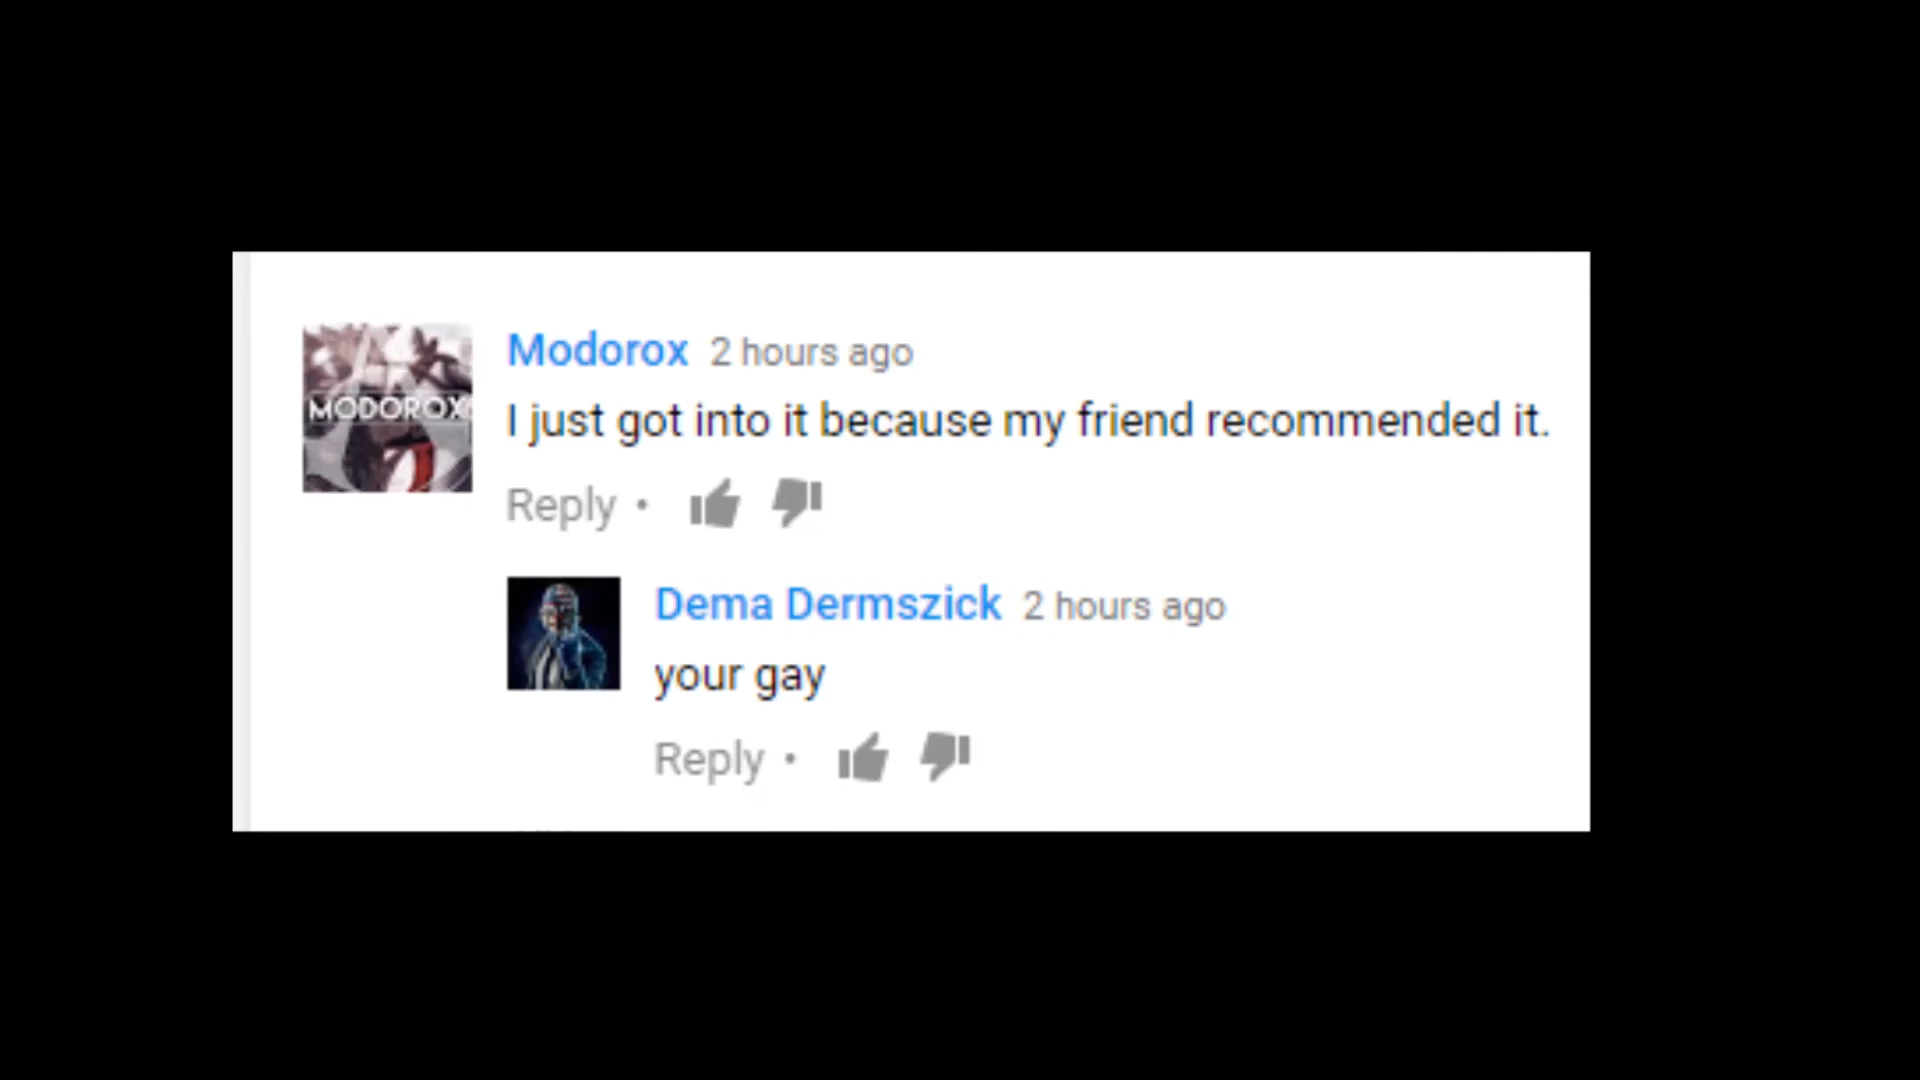 MODOROX
Modorox 2 hours ago
I just got into it because my friend recommended it.
Reply •
Dema Dermszick 2 hours ago
your gay
Reply •